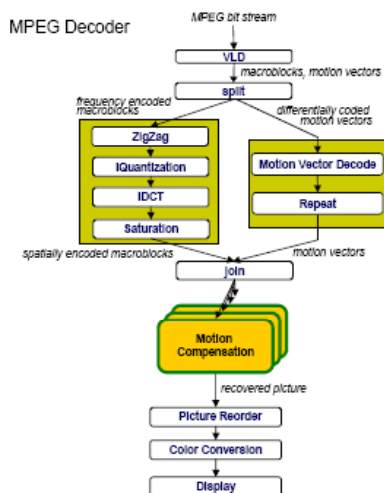 MPEG Decoder
MPEG bit stream
VLD
macroblocks, motion vectors
split
frequency encoded
macroblocks
differentially coded
motion vectors
ZigZag
IQuantization
IDCT
Saturation
Motion Vector Decode
Repeat
spatially encoded macroblocks
motion vectors
join
Motion
Compensation
recovered picture
Picture Reorder
Color Conversion
Display